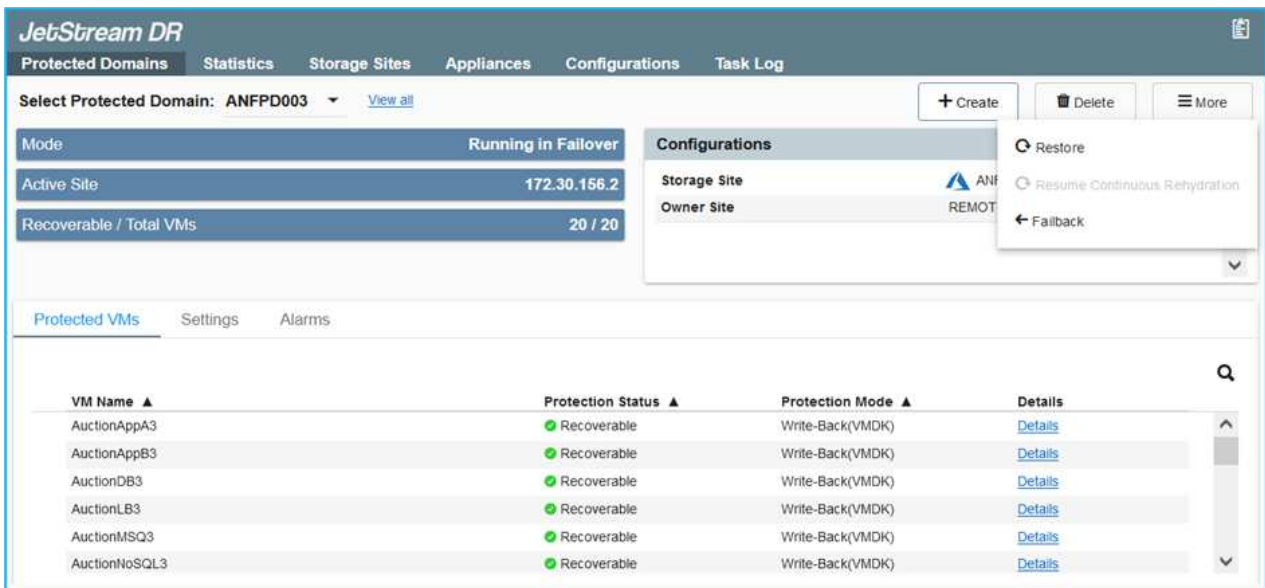 JetStream DR
Protected Domains Statistics Storage Sites Appliances Configurations Task Log
Select Protected Domain: ANFPD003 View all
+ Create Delete More
Mode Running in Failover
Active Site 172.30.156.2
Recoverable / Total VMs 20 / 20
Configurations
Storage Site ANF
Owner Site REMOT
Restore
Resume Continuous Rehydration
Failback
Protected VMs Settings Alarms
VM Name Protection Status Protection Mode Details
AuctionAppA3 Recoverable Write-Back(VMDK) Details
AuctionAppB3 Recoverable Write-Back(VMDK) Details
AuctionDB3 Recoverable Write-Back(VMDK) Details
AuctionLB3 Recoverable Write-Back(VMDK) Details
AuctionMSQ3 Recoverable Write-Back(VMDK) Details
AuctionNoSQL3 Recoverable Write-Back(VMDK) Details